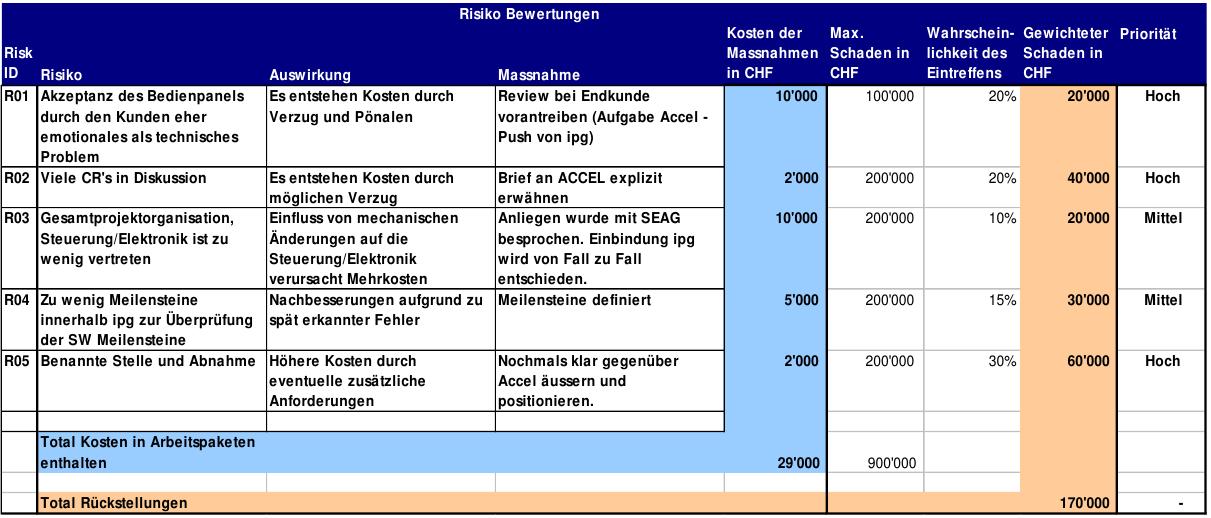 Risiko Bewertungen
Risk ID Risiko Auswirkung Massnahme Kosten der Massnahmen in CHF Max. Schaden in CHF Wahrschein-lichkeit des Eintreffens Gewichteter Schaden in CHF Priorität
R01 Akzeptanz des Bedienpanels Es entstehen Kosten durch Review bei Endkunde 10'000 100'000 20% 20'000 Hoch
durch den Kunden eher Verzug und Pönalen vorantreiben (Aufgabe Accel -
emotionales als technisches Push von ipg)
Problem
R02 Viele CR's in Diskussion Es entstehen Kosten durch Brief an ACCEL explizit 2'000 200'000 20% 40'000 Hoch
möglichen Verzug erwähnen
R03 Gesamtprojektorganisation, Einfluss von mechanischen Anliegen wurde mit SEAG 10'000 200'000 10% 20'000 Mittel
Steuerung/Elektronik ist zu Änderungen auf die besprochen. Einbindung ipg
wenig vertreten Steuerung/Elektronik wird von Fall zu Fall
verursacht Mehrkosten entschieden.
R04 Zu wenig Meilensteine Nachbesserungen aufgrund zu Meilensteine definiert 5'000 200'000 15% 30'000 Mittel
innerhalb ipg zur Überprüfung spät erkannter Fehler
der SW Meilensteine
R05 Benannte Stelle und Abnahme Höhere Kosten durch Nochmals klar gegenüber 2'000 200'000 30% 60'000 Hoch
eventuelle zusätzliche Accel äussern und
Anforderungen positionieren.
Total Kosten in Arbeitspaketen
enthalten 29'000 900'000
Total Rückstellungen 170'000 -